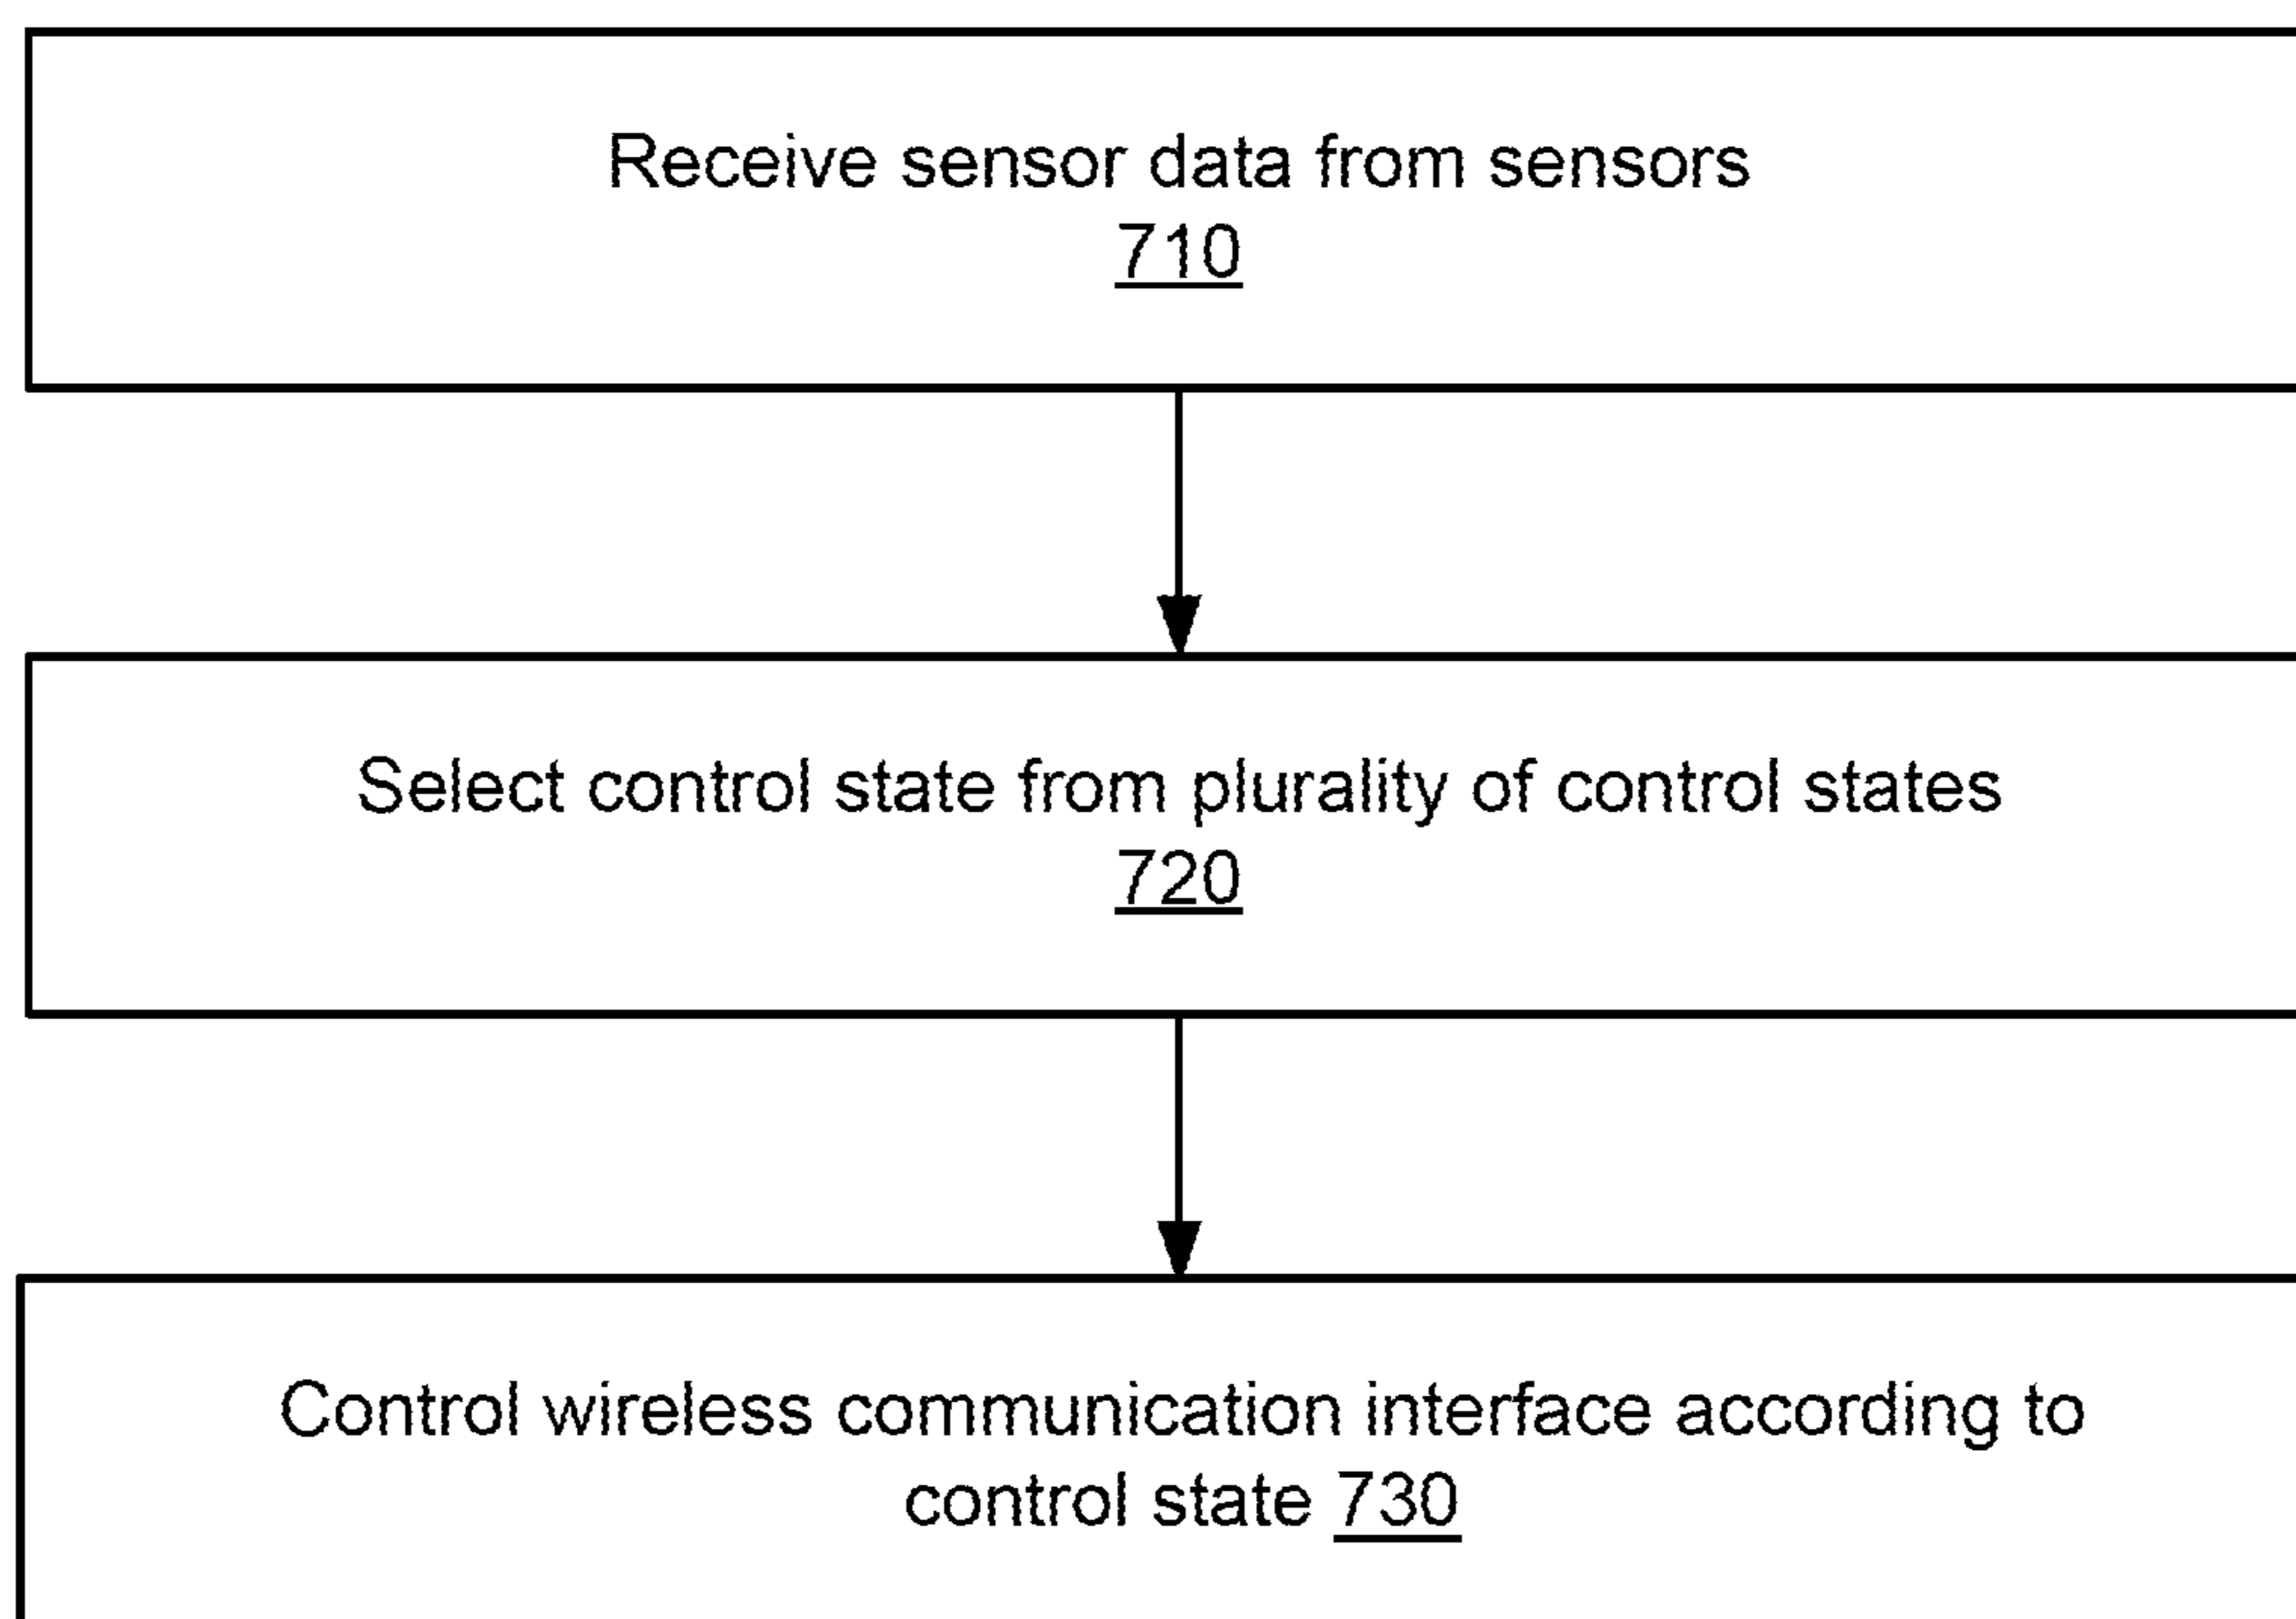 Receive sensor data from sensors
710
Select control state from plurality of control states
720
Control wireless communication interface according to
control state 730